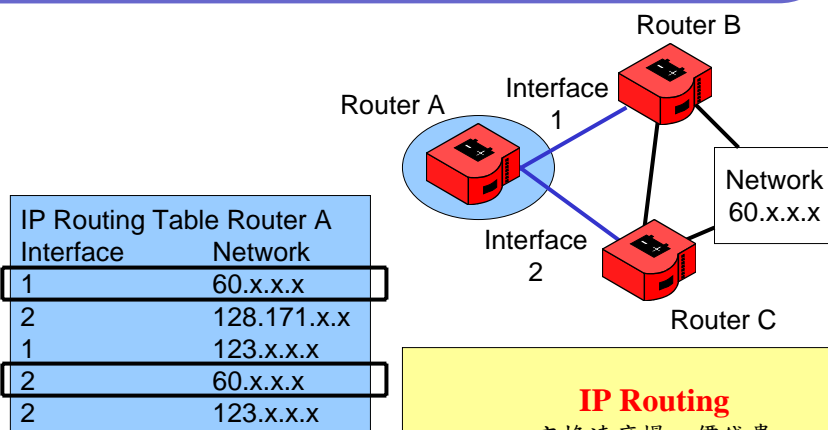 Router B
Interface
1
Router A
Network
60.x.x.x
Interface
2
Router C
IP Routing Table Router A
Interface Network
1 60.x.x.x
2 128.171.x.x
1 123.x.x.x
2 60.x.x.x
2 123.x.x.x
IP Routing